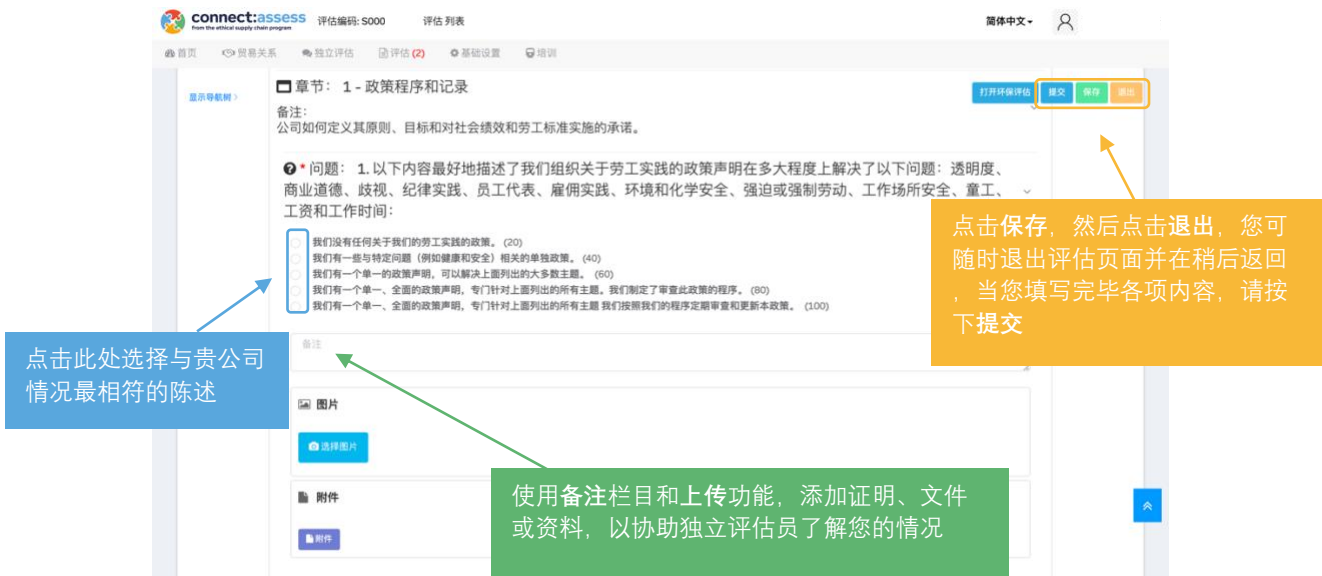 connect:assess
from the ethical supply chain program
评估编码: S000
评估 列表
简体中文
首页
贸易关系
独立评估
评估 (2)
基础设置
培训
显示导航树 >
章节： 1 - 政策程序和记录
打开环保评估
提交
保存
退出
备注：
公司如何定义其原则、目标和对社会绩效和劳工标准实施的承诺。
* 问题： 1. 以下内容最好地描述了我们组织关于劳工实践的政策声明在多大程度上解决了以下问题：透明度、
商业道德、歧视、纪律实践、员工代表、雇佣实践、环境和化学安全、强迫或强制劳动、工作场所安全、童工、
工资和工作时间：
我们没有任何关于我们的劳工实践的政策。 (20)
我们有一些与特定问题（例如健康和安全）相关的单独政策。 (40)
我们有一个单一的政策声明，可以解决上面列出的大多数主题。 (60)
我们有一个单一、全面的政策声明，专门针对上面列出的所有主题。我们制定了审查此政策的程序。 (80)
我们有一个单一、全面的政策声明，专门针对上面列出的所有主题 我们按照我们的程序定期审查和更新本政策。 (100)
点击保存，然后点击退出，您可
随时退出评估页面并在稍后返回
，当您填写完毕各项内容，请按
下提交
点击此处选择与贵公司
情况最相符的陈述
备注
图片
选择图片
附件
附件
使用备注栏目和上传功能，添加证明、文件
或资料，以协助独立评估员了解您的情况